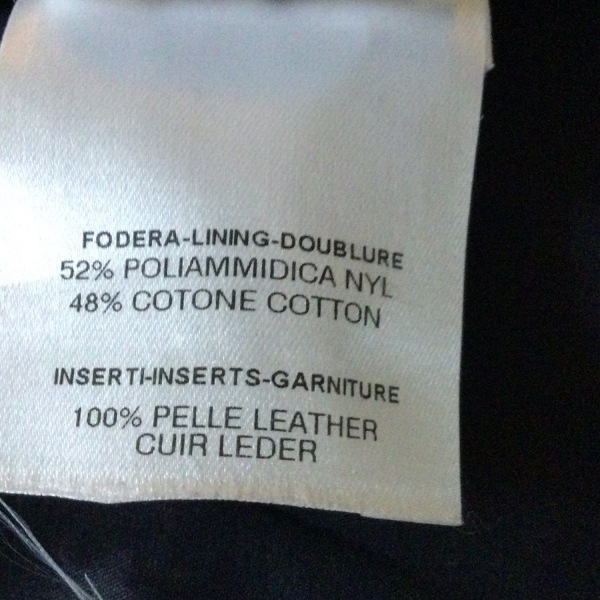 FODERA-LINING-DOUBLURE
52% POLIAMMIDICA NYL
48% COTONE COTTON
INSERTI-INSERTS-GARNITURE
100% PELLE LEATHER
CUIR LEDER